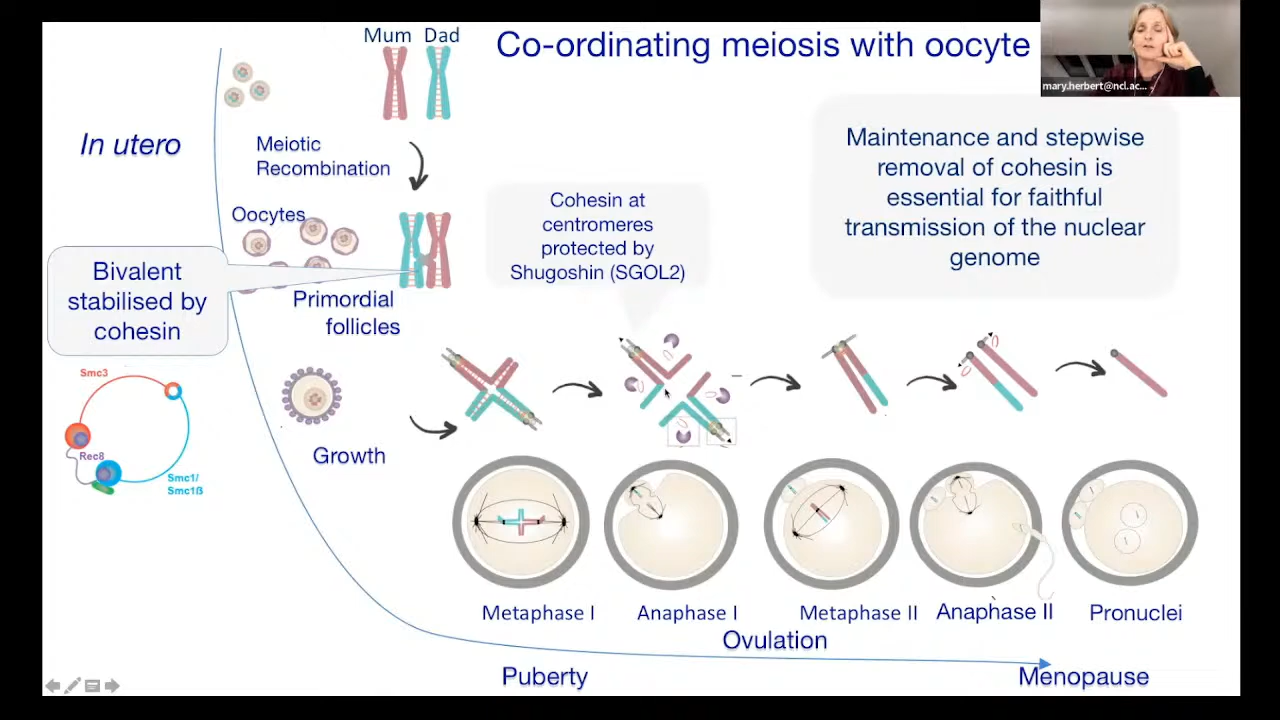 Mum Dad
Co-ordinating meiosis with oocyte
mary.herbert@ncl.ac...
In utero
Meiotic
Recombination
Oocytes
Bivalent
stabilised by
cohesin
Primordial
follicles
Cohesin at
centromeres
protected by
Shugoshin (SGOL2)
Maintenance and stepwise
removal of cohesin is
essential for faithful
transmission of the nuclear
genome
Smc3
Rec8
Smc1/
Smc1ß
Growth
Metaphase I
Anaphase I
Metaphase II
Anaphase II
Pronuclei
Ovulation
Puberty
Menopause